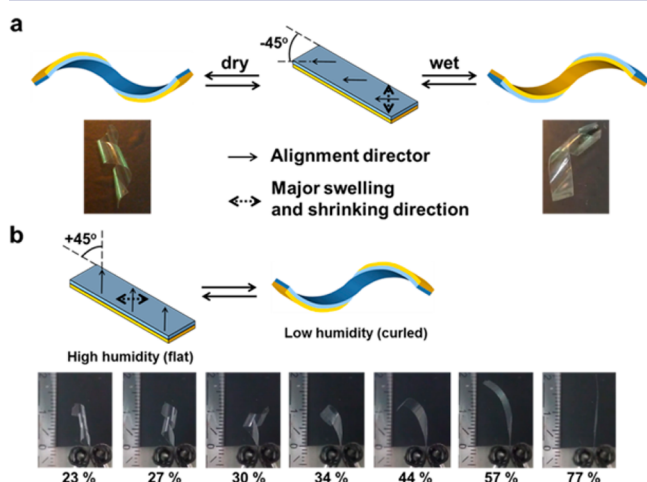 a
-45°
dry
wet
Alignment director
Major swelling
and shrinking direction
b
+45°
High humidity (flat)
Low humidity (curled)
23 % 27 % 30 % 34 % 44 % 57 % 77 %